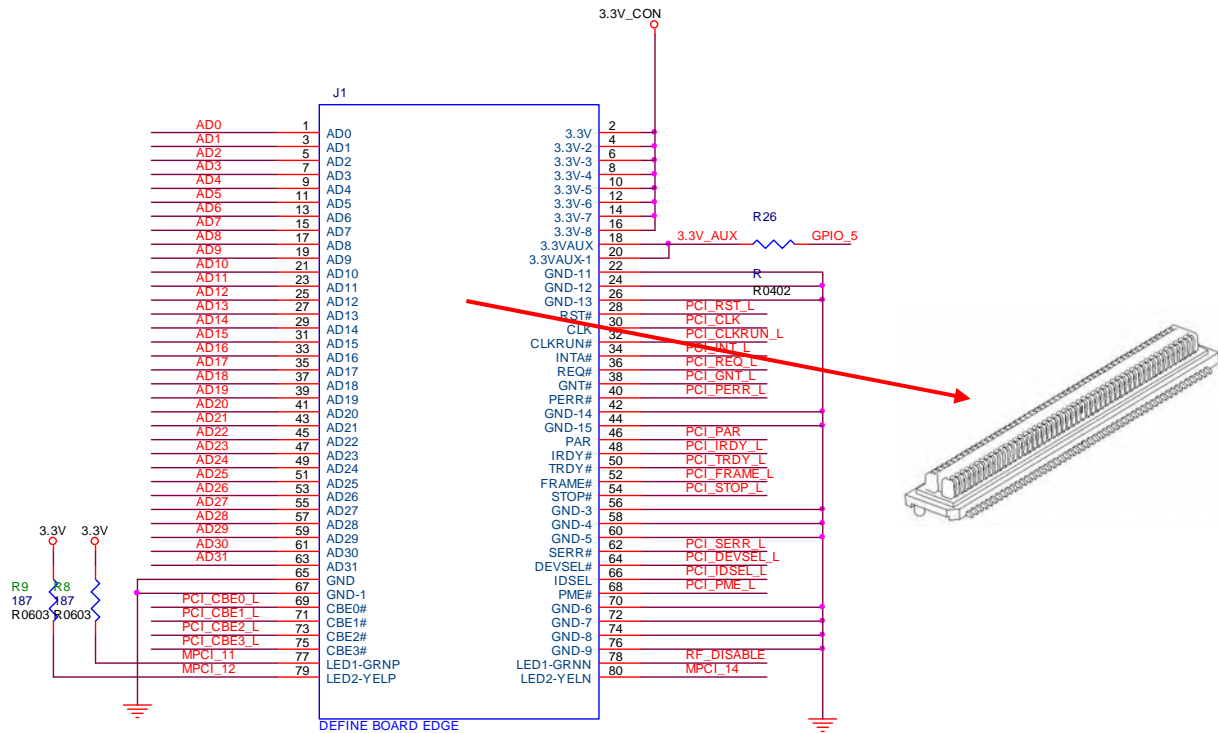 3.3V_CON
J1
AD0 1 AD0 3.3V 2
AD1 3 AD1 3.3V-2 4
AD2 5 AD2 3.3V-3 6
AD3 7 AD3 3.3V-4 8
AD4 9 AD4 3.3V-5 10
AD5 11 AD5 3.3V-6 12
AD6 13 AD6 3.3V-7 14
AD7 15 AD7 3.3V-8 16
R26
AD8 17 AD8 3.3VAUX 18 3.3V_AUX GPIO_5
AD9 19 AD9 3.3VAUX-1 20
AD10 21 AD10 GND-11 22
R
AD11 23 AD11 GND-12 24
R0402
AD12 25 AD12 GND-13 26
AD13 27 AD13 RST# 28 PCI_RST_L
AD14 29 AD14 CLK 30 PCI_CLK
AD15 31 AD15 CLKRUN# 32 PCI_CLKRUN_L
AD16 33 AD16 INTA# 34 PCI_INT_L
AD17 35 AD17 REQ# 36 PCI_REQ_L
AD18 37 AD18 GNT# 38 PCI_GNT_L
AD19 39 AD19 PERR# 40 PCI_PERR_L
AD20 41 AD20 GND-14 42
AD21 43 AD21 GND-15 44
AD22 45 AD22 PAR 46 PCI_PAR
AD23 47 AD23 IRDY# 48 PCI_IRDY_L
AD24 49 AD24 TRDY# 50 PCI_TRDY_L
AD25 51 AD25 FRAME# 52 PCI_FRAME_L
AD26 53 AD26 STOP# 54 PCI_STOP_L
AD27 55 AD27 GND-3 56
AD28 57 AD28 GND-4 58
AD29 59 AD29 GND-5 60
3.3V 3.3V
AD30 61 AD30 SERR# 62 PCI_SERR_L
AD31 63 AD31 DEVSEL# 64 PCI_DEVSEL_L
65 GND IDSEL 66 PCI_IDSEL_L
R9 R8
67 GND-1 PME# 68 PCI_PME_L
187 187
PCI_CBE0_L 69 CBE0# GND-6 70
R0603 R0603
PCI_CBE1_L 71 CBE1# GND-7 72
PCI_CBE2_L 73 CBE2# GND-8 74
PCI_CBE3_L 75 CBE3# GND-9 76
MPCI_11 77 LED1-GRNP LED1-GRNN 78 RF_DISABLE
MPCI_12 79 LED2-YELP LED2-YELN 80 MPCI_14
DEFINE BOARD EDGE